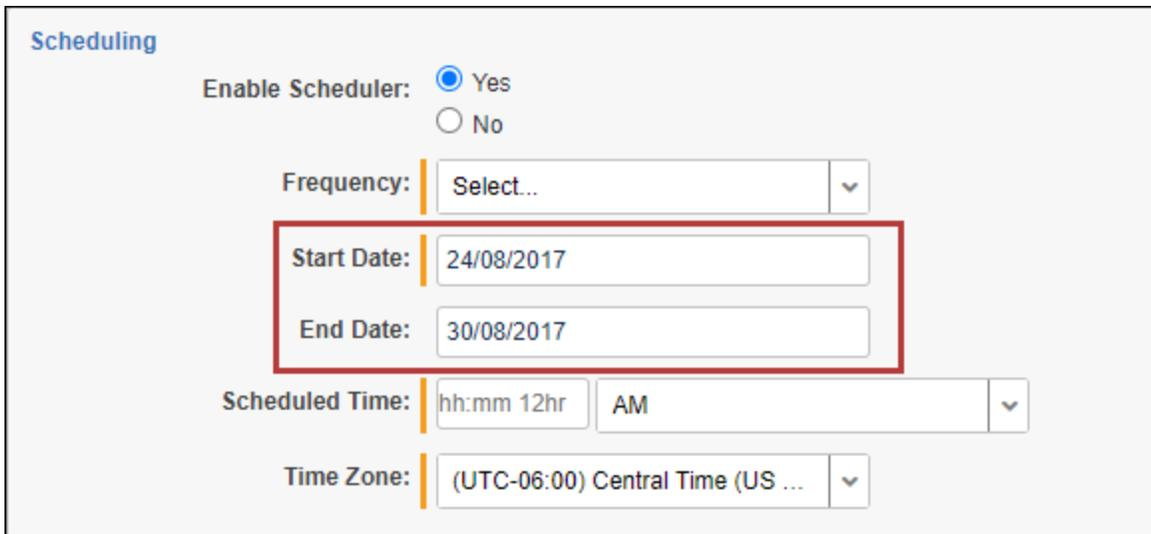 Scheduling
Enable Scheduler: Yes
No
Frequency: Select...
Start Date: 24/08/2017
End Date: 30/08/2017
Scheduled Time: hh:mm 12hr AM
Time Zone: (UTC-06:00) Central Time (US ...